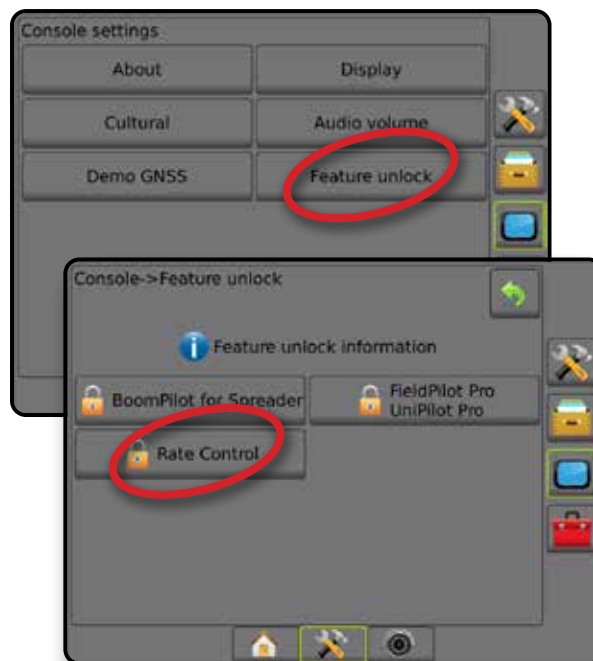 Console settings
About
Display
Cultural
Audio volume
Demo GNSS
Feature unlock
Console->Feature unlock
Feature unlock information
BoomPilot for Spreader
FieldPilot Pro
UniPilot Pro
Rate Control